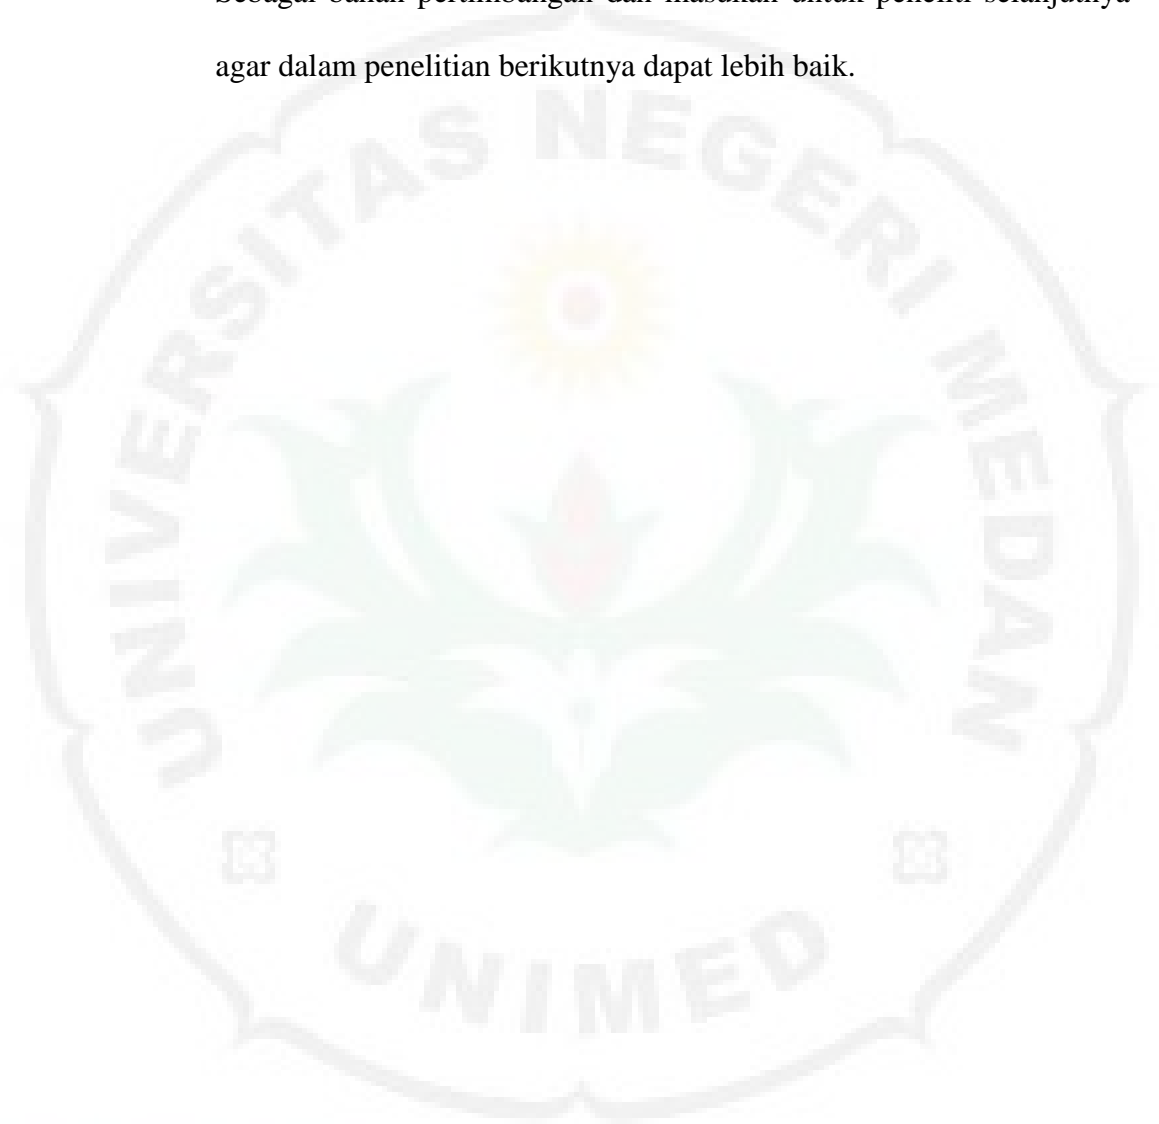 Sebagai bahan pertimbangan dan masukan untuk peneliti selanjutnya
agar dalam penelitian berikutnya dapat lebih baik.
UNIVERSITAS NEGERI MEDAN
UNIMED